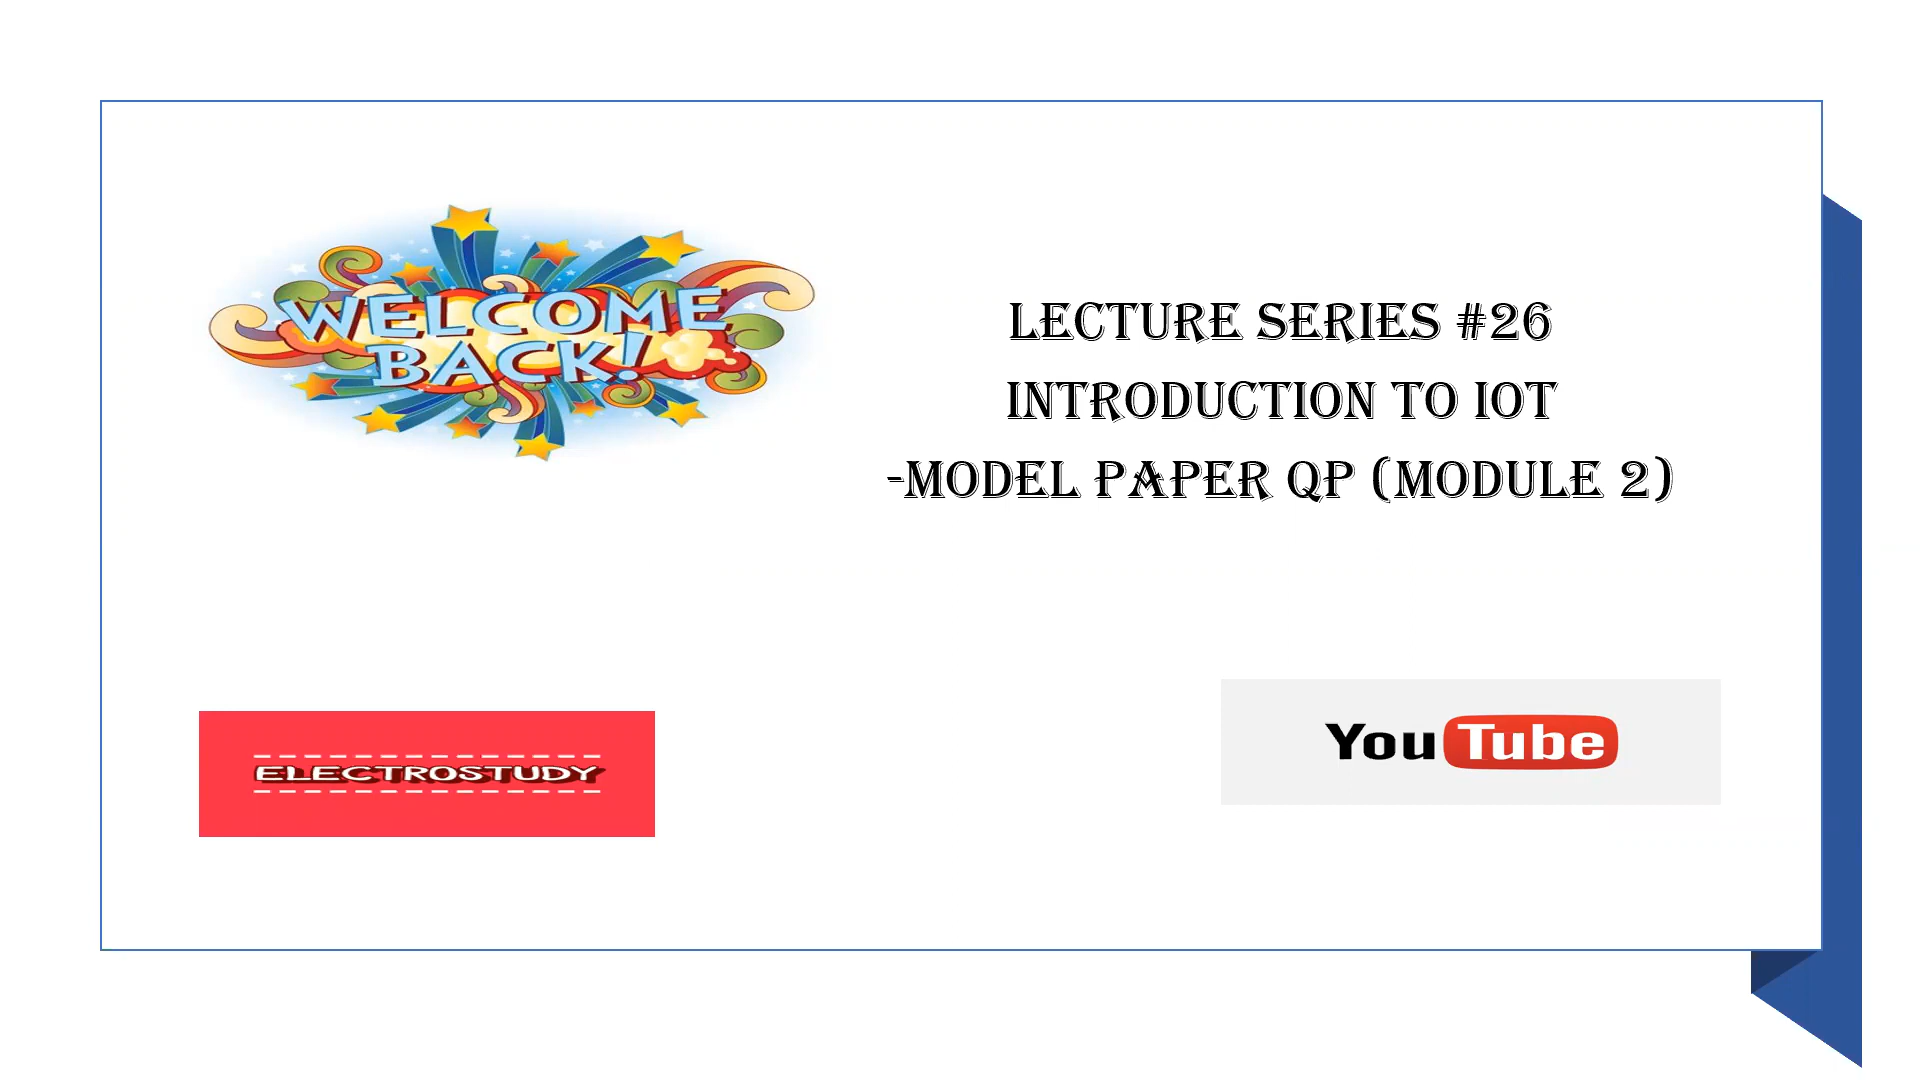 WELCOME
BACK!
LECTURE SERIES #26
INTRODUCTION TO IOT
-MODEL PAPER QP (MODULE 2)
ELECTROSTUDY
YouTube